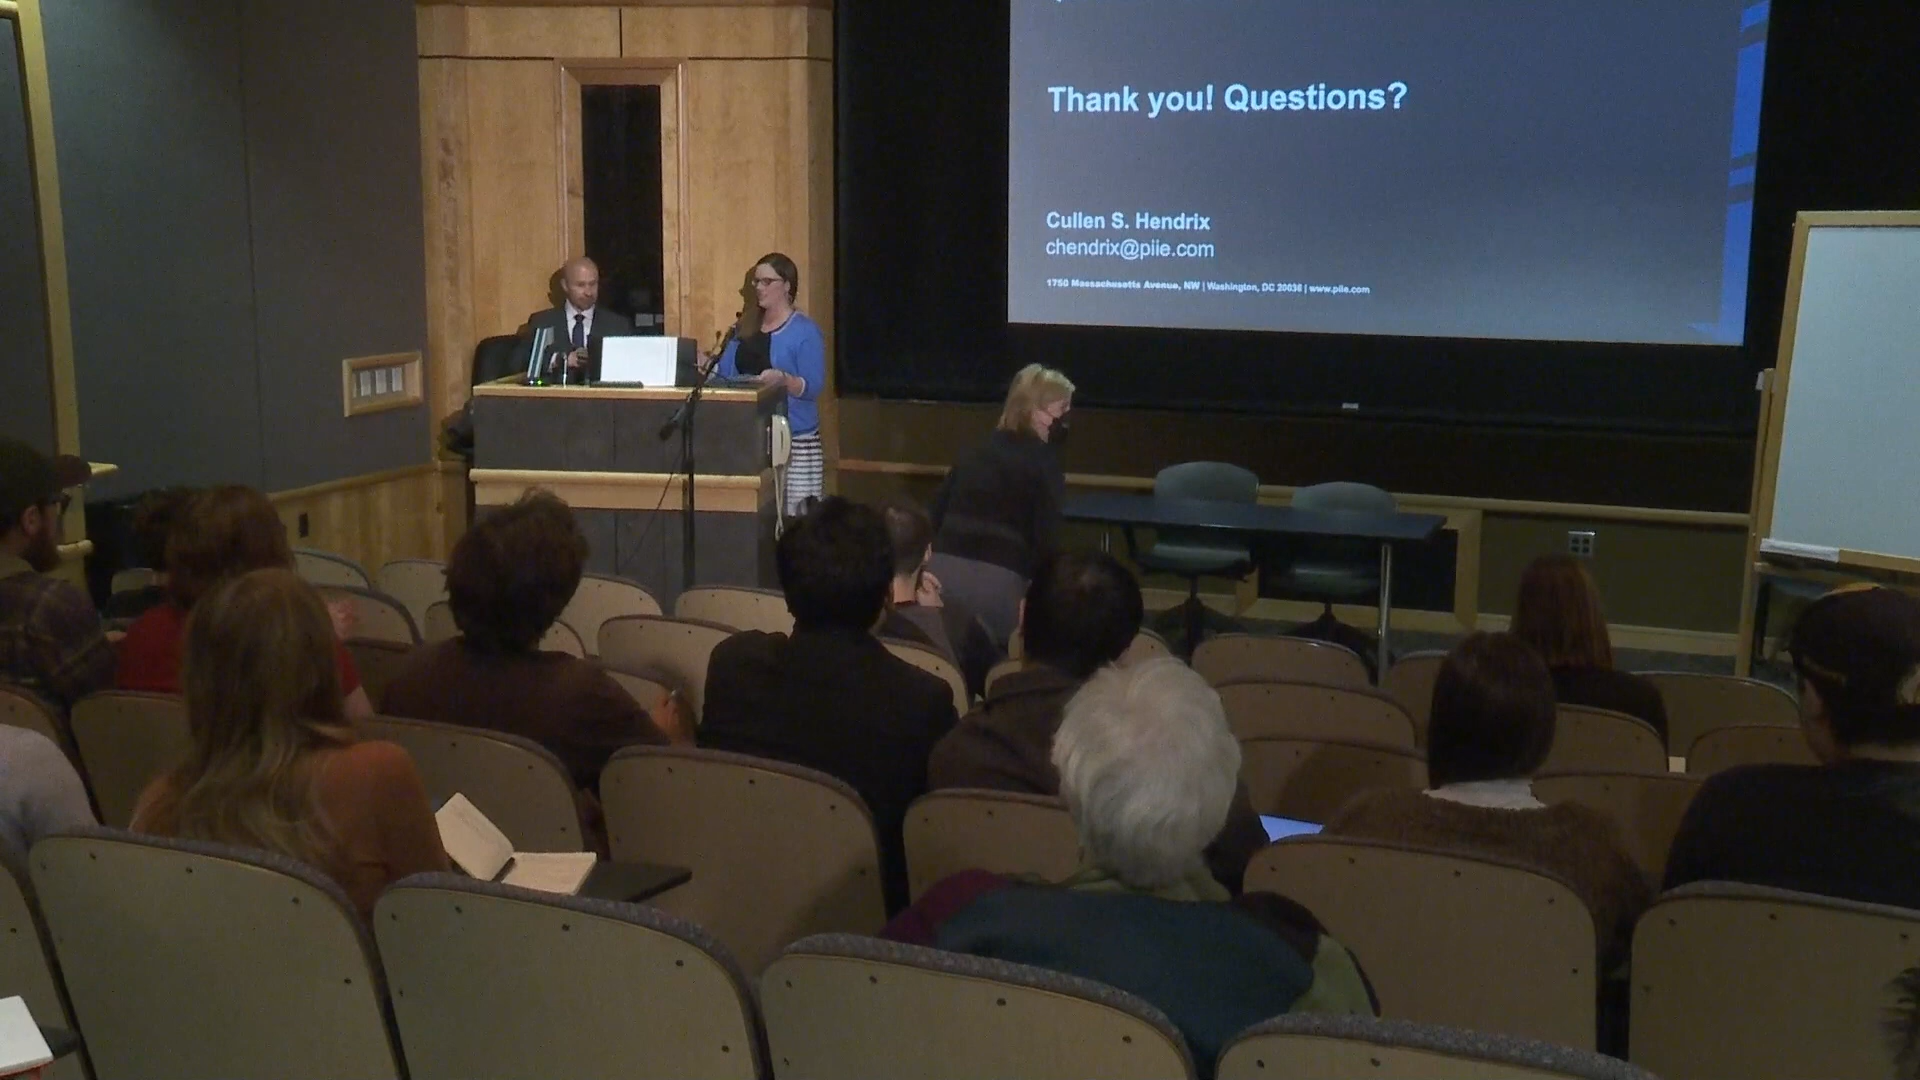 Thank you! Questions?
Cullen S. Hendrix
chendrix@piie.com
1750 Massachusetts Avenue, NW | Washington, DC 20036 | www.piie.com